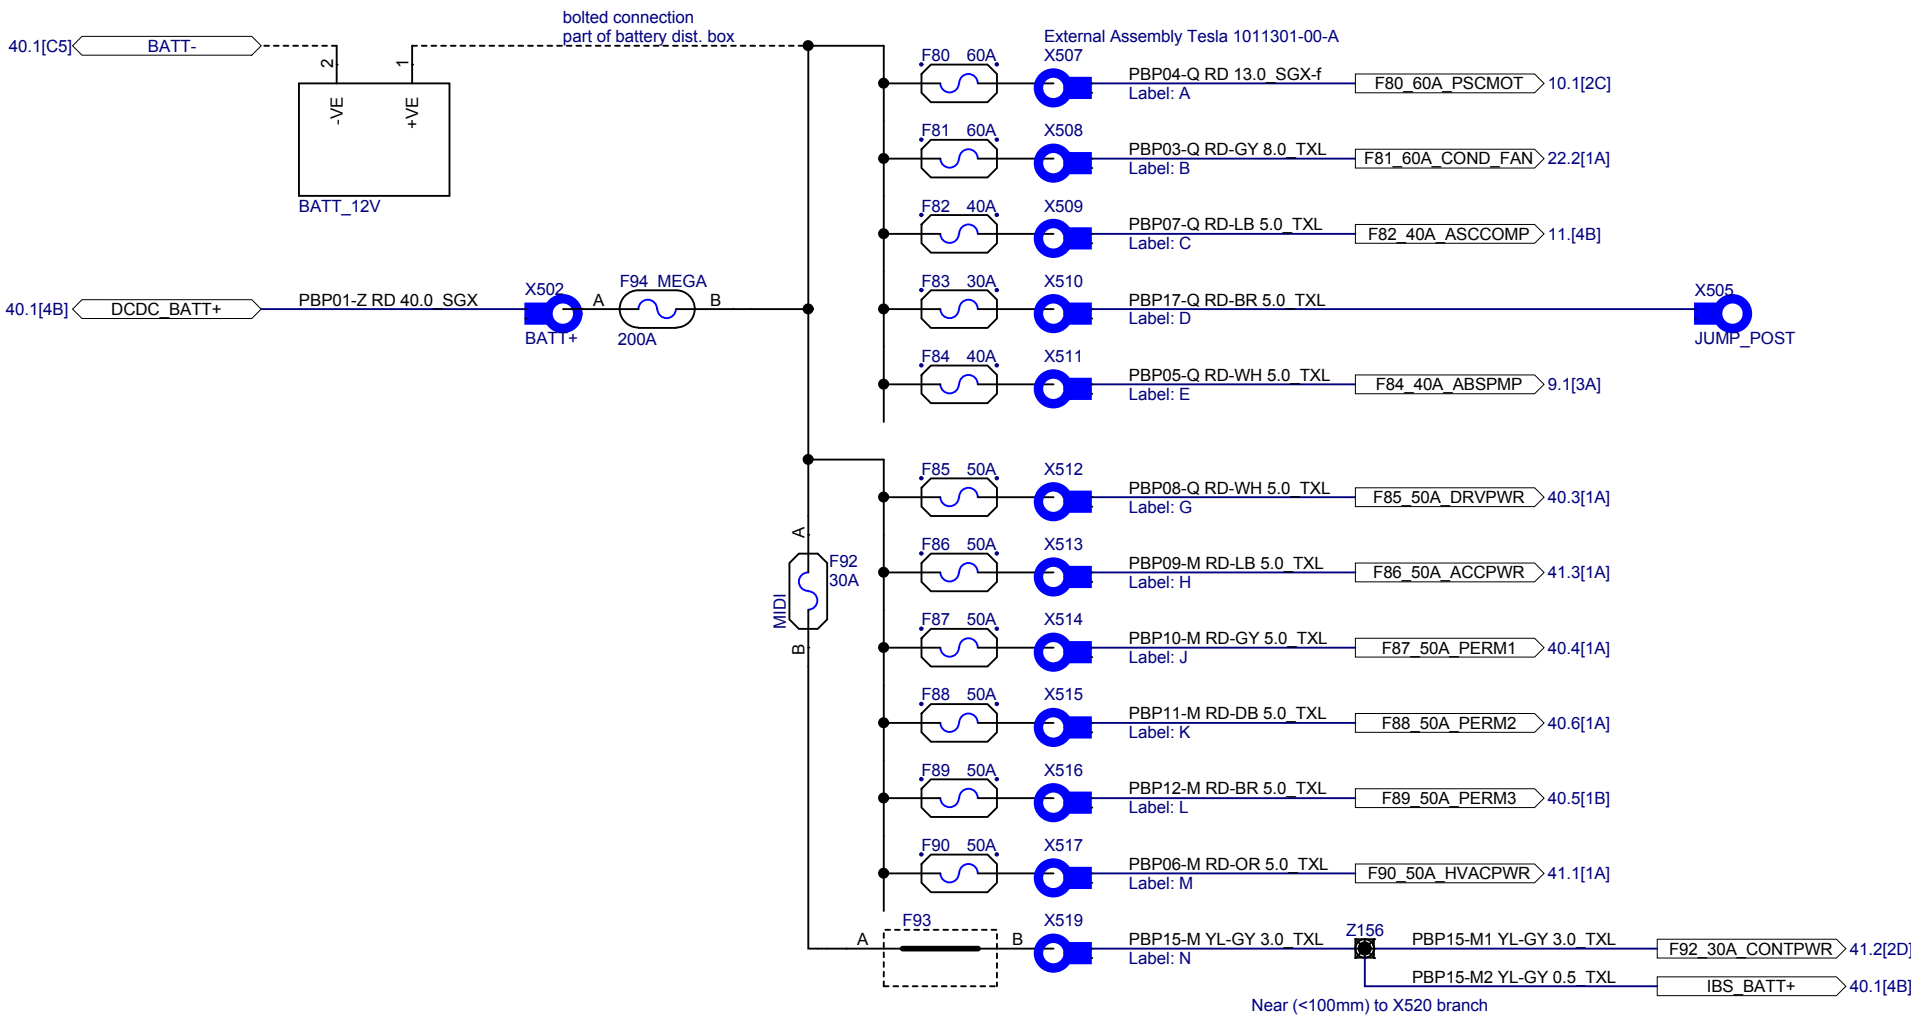 bolted connection
part of battery dist. box
40.1[C5]
BATT-
2
1
-VE
+VE
BATT_12V
External Assembly Tesla 1011301-00-A
F80 60A
X507
PBP04-Q RD 13.0_SGX-f
Label: A
F80_60A_PSCMOT
10.1[2C]
F81 60A
X508
PBP03-Q RD-GY 8.0_TXL
Label: B
F81_60A_COND_FAN
22.2[1A]
F82 40A
X509
PBP07-Q RD-LB 5.0_TXL
Label: C
F82_40A_ASCCOMP
11.[4B]
40.1[4B]
DCDC_BATT+
PBP01-Z RD 40.0_SGX
X502
BATT+
A
F94 MEGA
200A
B
F83 30A
X510
PBP17-Q RD-BR 5.0_TXL
Label: D
X505
JUMP_POST
F84 40A
X511
PBP05-Q RD-WH 5.0_TXL
Label: E
F84_40A_ABSPMP
9.1[3A]
F85 50A
X512
PBP08-Q RD-WH 5.0_TXL
Label: G
F85_50A_DRVPWR
40.3[1A]
A
F92
30A
MIDI
B
F86 50A
X513
PBP09-M RD-LB 5.0_TXL
Label: H
F86_50A_ACCPWR
41.3[1A]
F87 50A
X514
PBP10-M RD-GY 5.0_TXL
Label: J
F87_50A_PERM1
40.4[1A]
F88 50A
X515
PBP11-M RD-DB 5.0_TXL
Label: K
F88_50A_PERM2
40.6[1A]
F89 50A
X516
PBP12-M RD-BR 5.0_TXL
Label: L
F89_50A_PERM3
40.5[1B]
F90 50A
X517
PBP06-M RD-OR 5.0_TXL
Label: M
F90_50A_HVACPWR
41.1[1A]
F93
A
B
X519
PBP15-M YL-GY 3.0_TXL
Label: N
Z156
PBP15-M1 YL-GY 3.0_TXL
F92_30A_CONTPWR
41.2[2D]
PBP15-M2 YL-GY 0.5_TXL
IBS_BATT+
40.1[4B]
Near (<100mm) to X520 branch